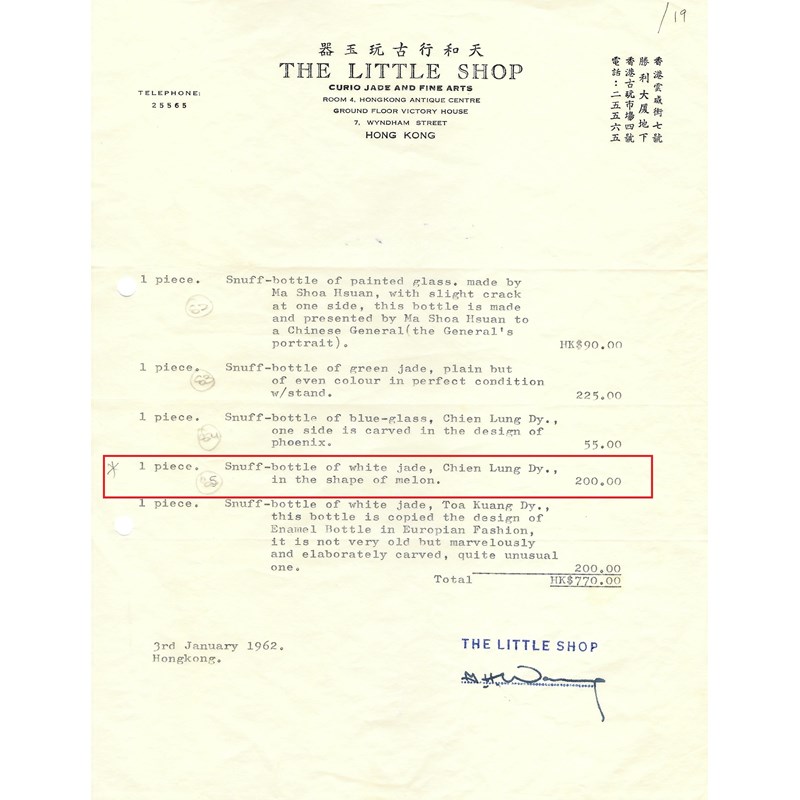 /19
天和行古玩玉器
THE LITTLE SHOP
CURIO JADE AND FINE ARTS
ROOM 4, HONGKONG ANTIQUE CENTRE
GROUND FLOOR VICTORY HOUSE
7, WYNDHAM STREET
HONG KONG
TELEPHONE:
25565
香港雲咸街七號
勝利大厦地下
香港古玩市場四號
電話：二五五六五
1 piece. Snuff-bottle of painted glass. made by
Ma Shoa Hsuan, with slight crack
at one side, this bottle is made
and presented by Ma Shoa Hsuan to
a Chinese General(the General's
portrait). HK$90.00
1 piece. Snuff-bottle of green jade, plain but
of even colour in perfect condition
w/stand. 225.00
1 piece. Snuff-bottle of blue-glass, Chien Lung Dy.,
one side is carved in the design of
phoenix. 55.00
1 piece. Snuff-bottle of white jade, Chien Lung Dy.,
in the shape of melon. 200.00
1 piece. Snuff-bottle of white jade, Toa Kuang Dy.,
this bottle is copied the design of
Enamel Bottle in Europian Fashion,
it is not very old but marvelously
and elaborately carved, quite unusual
one. 200.00
Total HK$770.00
3rd January 1962.
Hongkong.
THE LITTLE SHOP